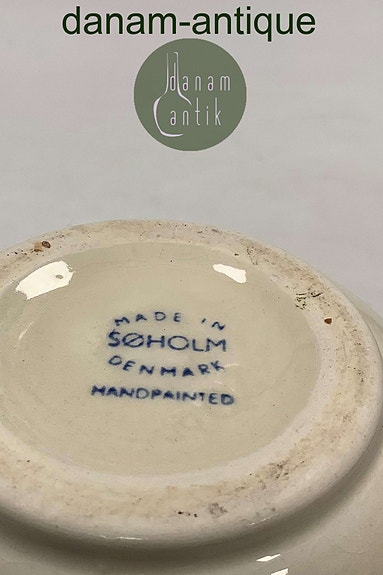 danam-antique
danam
antik
MADE IN
SØHOLM
DENMARK
HANDPAINTED